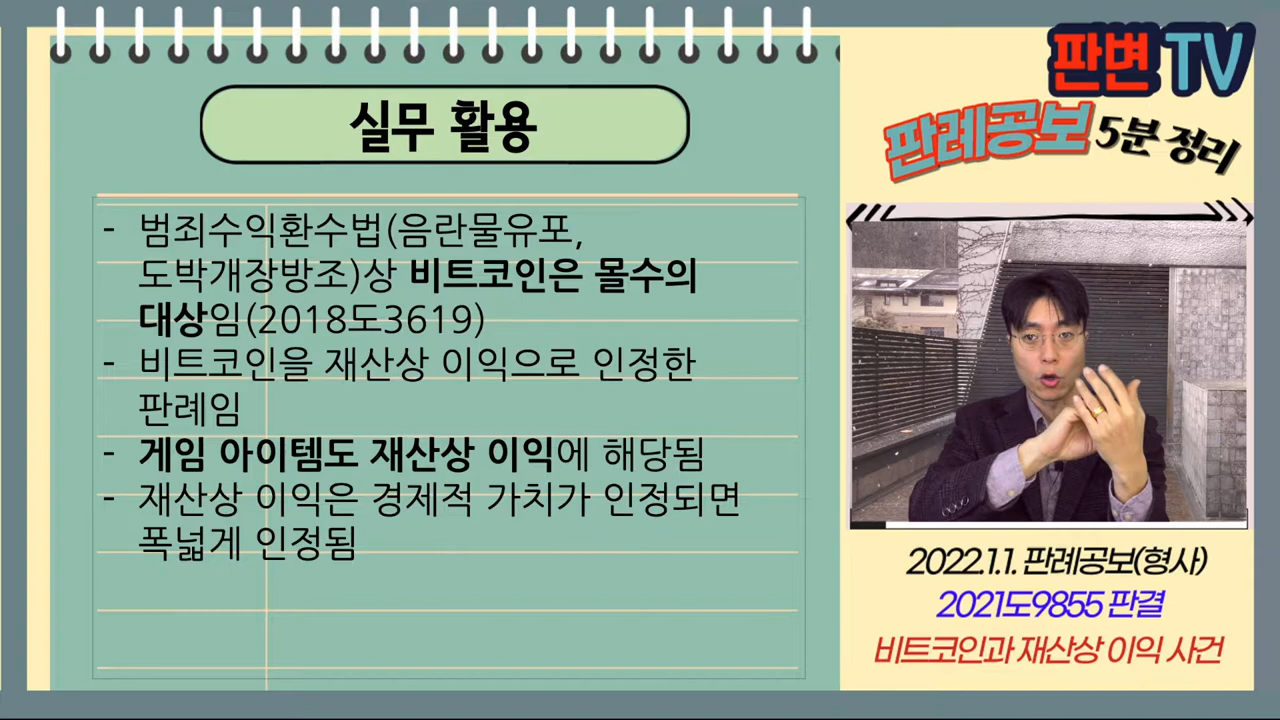 판변 TV
판례공보 5분 정리
실무 활용
- 범죄수익환수법(음란물유포,
도박개장방조)상 비트코인은 몰수의
대상임(2018도3619)
- 비트코인을 재산상 이익으로 인정한
판례임
- 게임 아이템도 재산상 이익에 해당됨
- 재산상 이익은 경제적 가치가 인정되면
폭넓게 인정됨
2022.1.1. 판례공보(형사)
2021도9855 판결
비트코인과 재산상 이익 사건